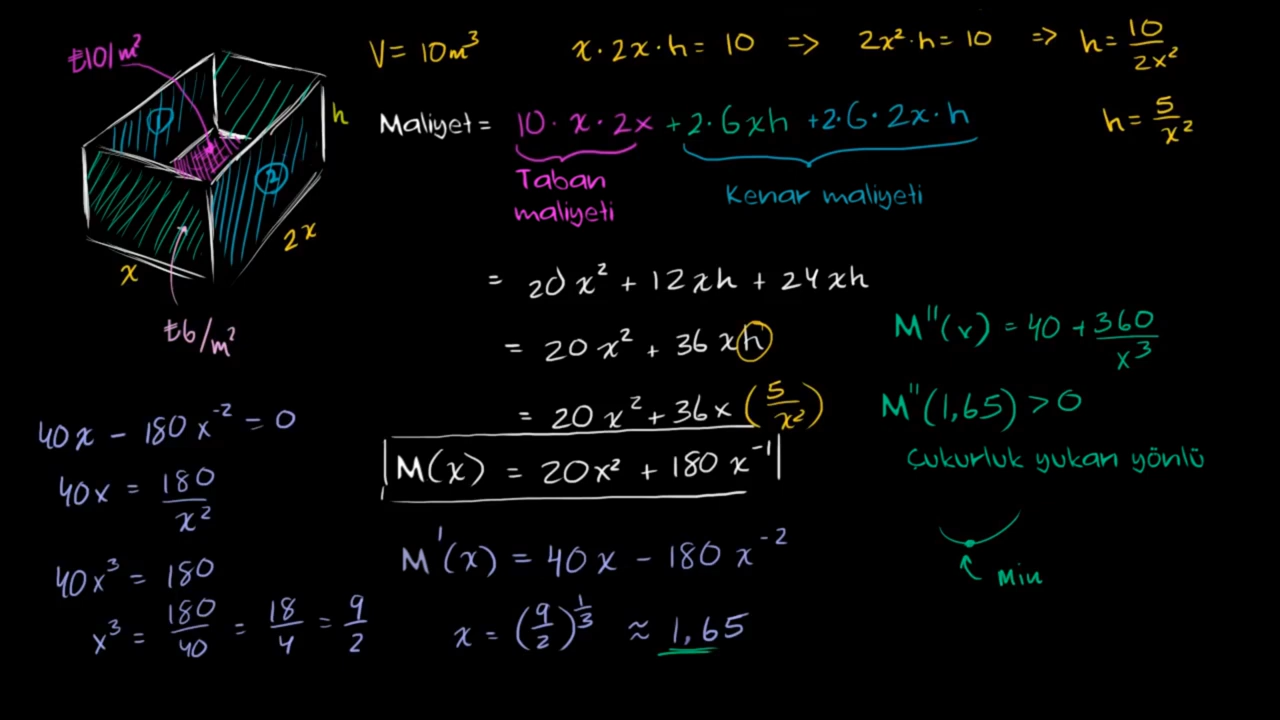 ₺10/m²
V = 10m³
x · 2x · h = 10 ⇒ 2x² · h = 10 ⇒ h = 10/2x²
h = 5/x²
h
1
2
2x
x
₺6/m²
Maliyet = 10 · x · 2x + 2 · 6xh + 2 · 6 · 2x · h
Taban
maliyeti
Kenar maliyeti
= 20x² + 12xh + 24xh
= 20x² + 36xh
= 20x² + 36x (5/x²)
M(x) = 20x² + 180x⁻¹
M'(x) = 40x − 180x⁻²
x = (9/2)^(1/3) ≈ 1,65
40x − 180x⁻² = 0
40x = 180/x²
40x³ = 180
x³ = 180/40 = 18/4 = 9/2
M''(x) = 40 + 360/x³
M''(1,65) > 0
Çukurluk yukarı yönlü
Min